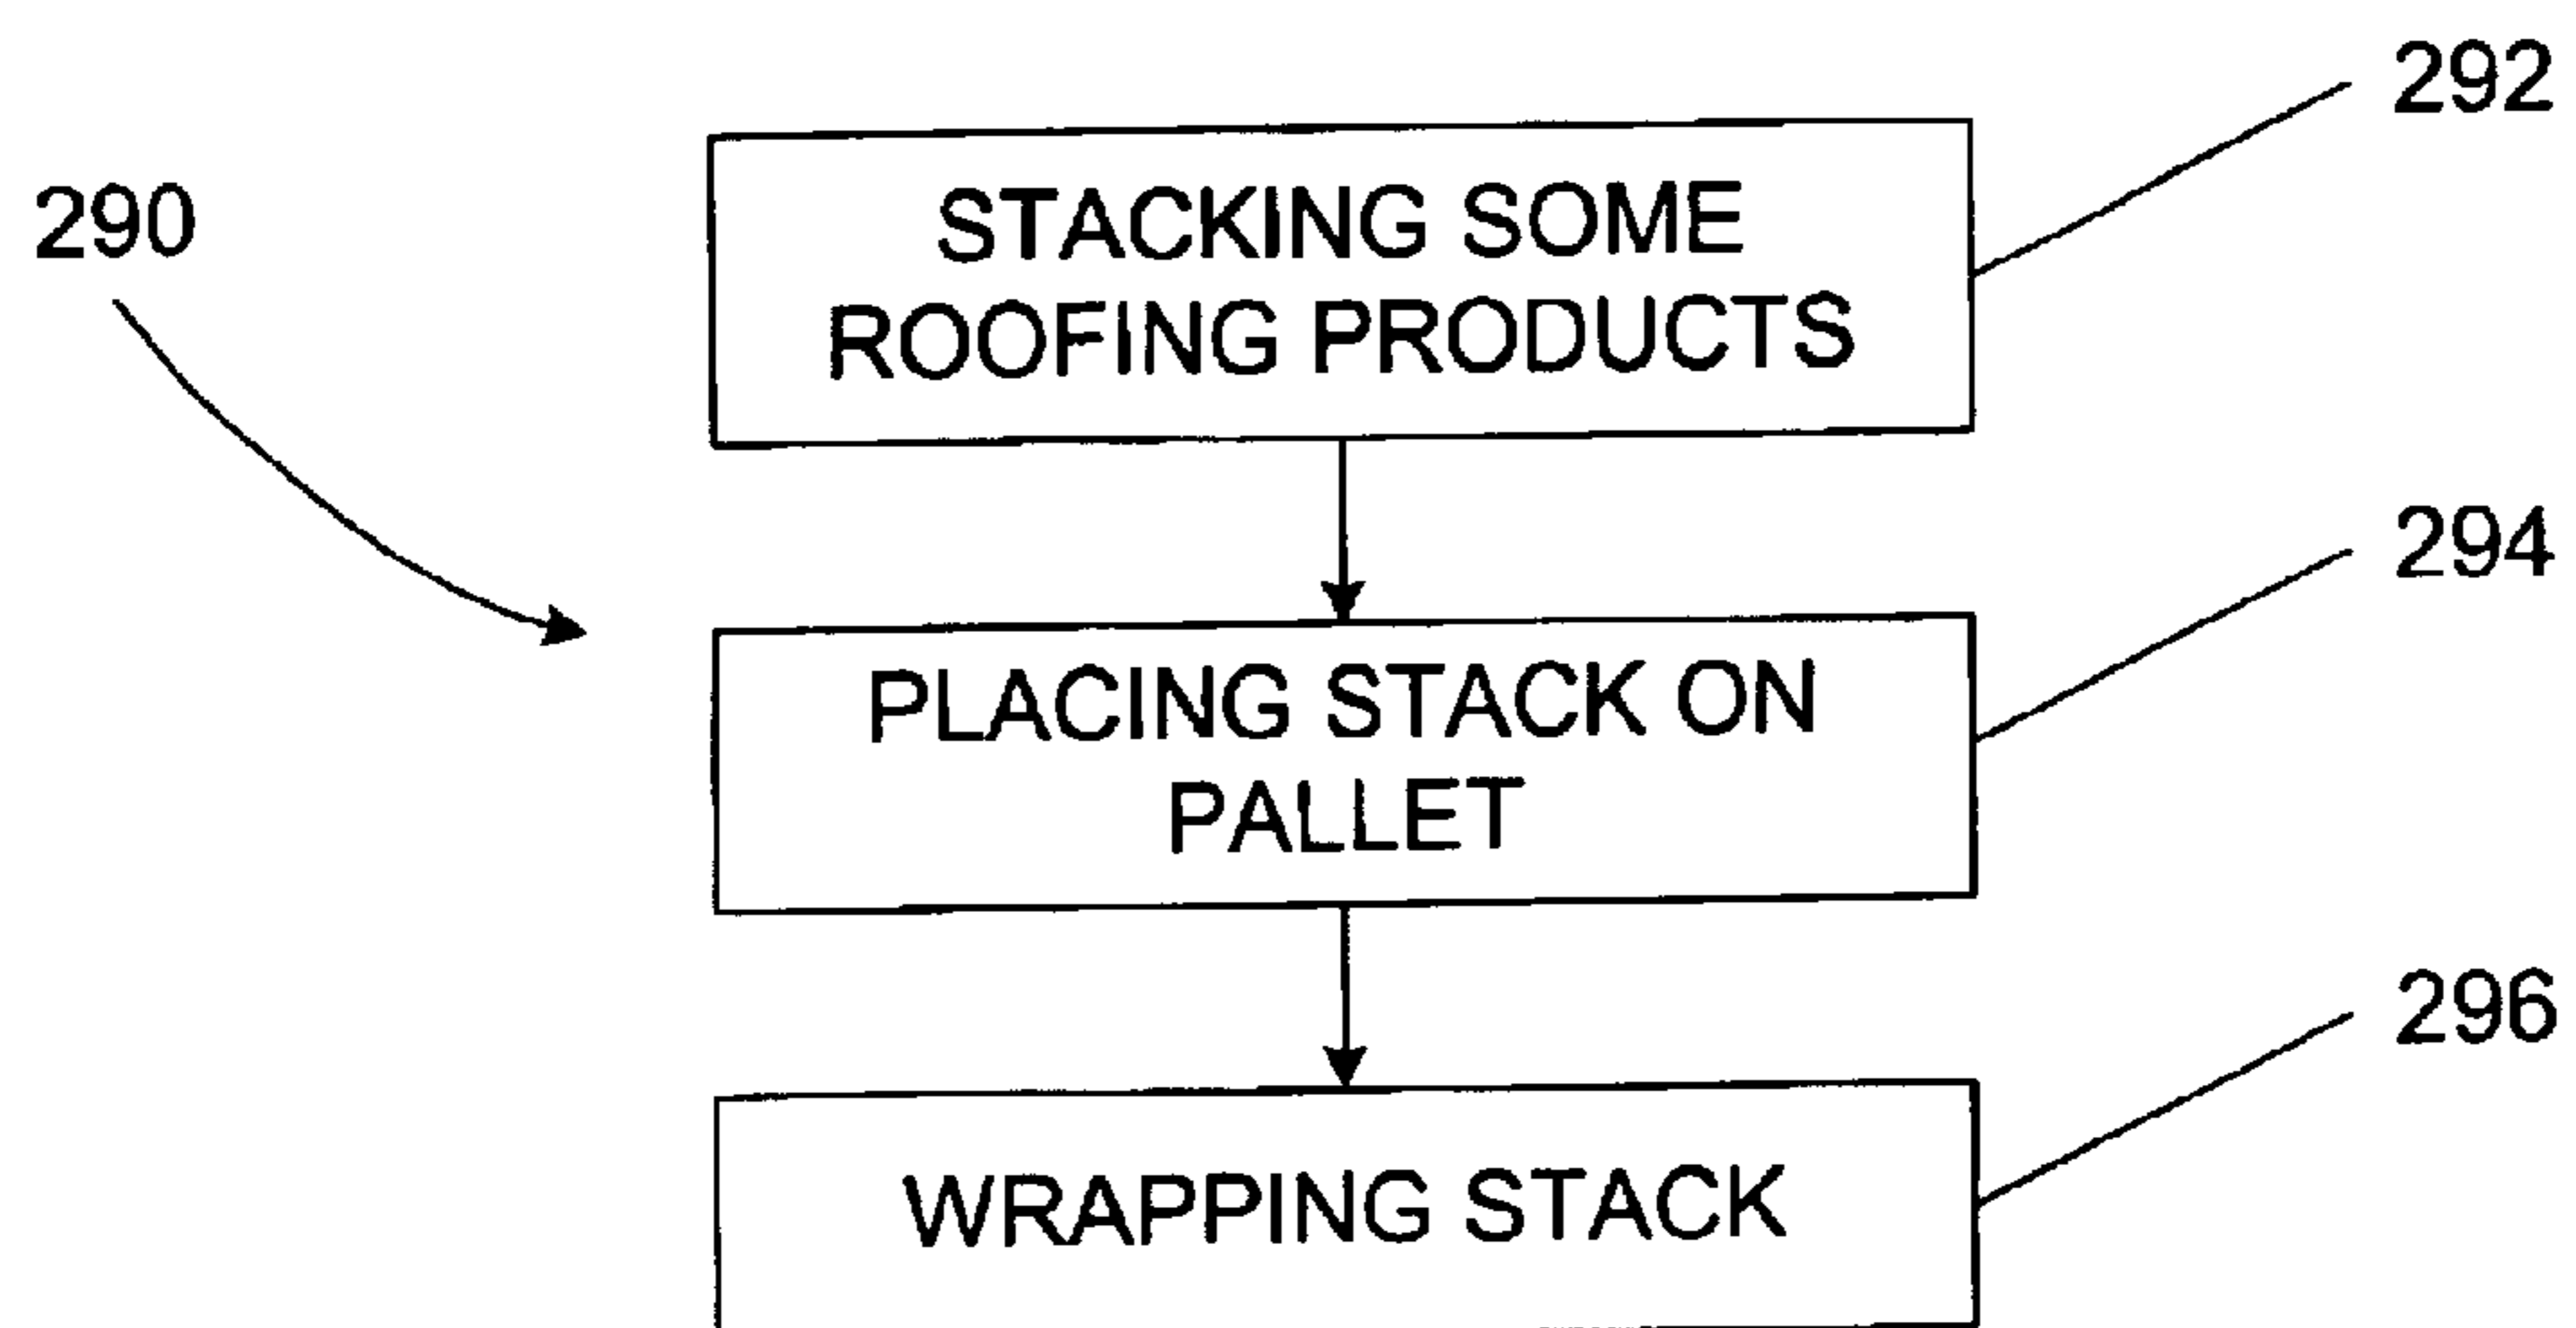 292
290
STACKING SOME
ROOFING PRODUCTS
294
PLACING STACK ON
PALLET
296
WRAPPING STACK